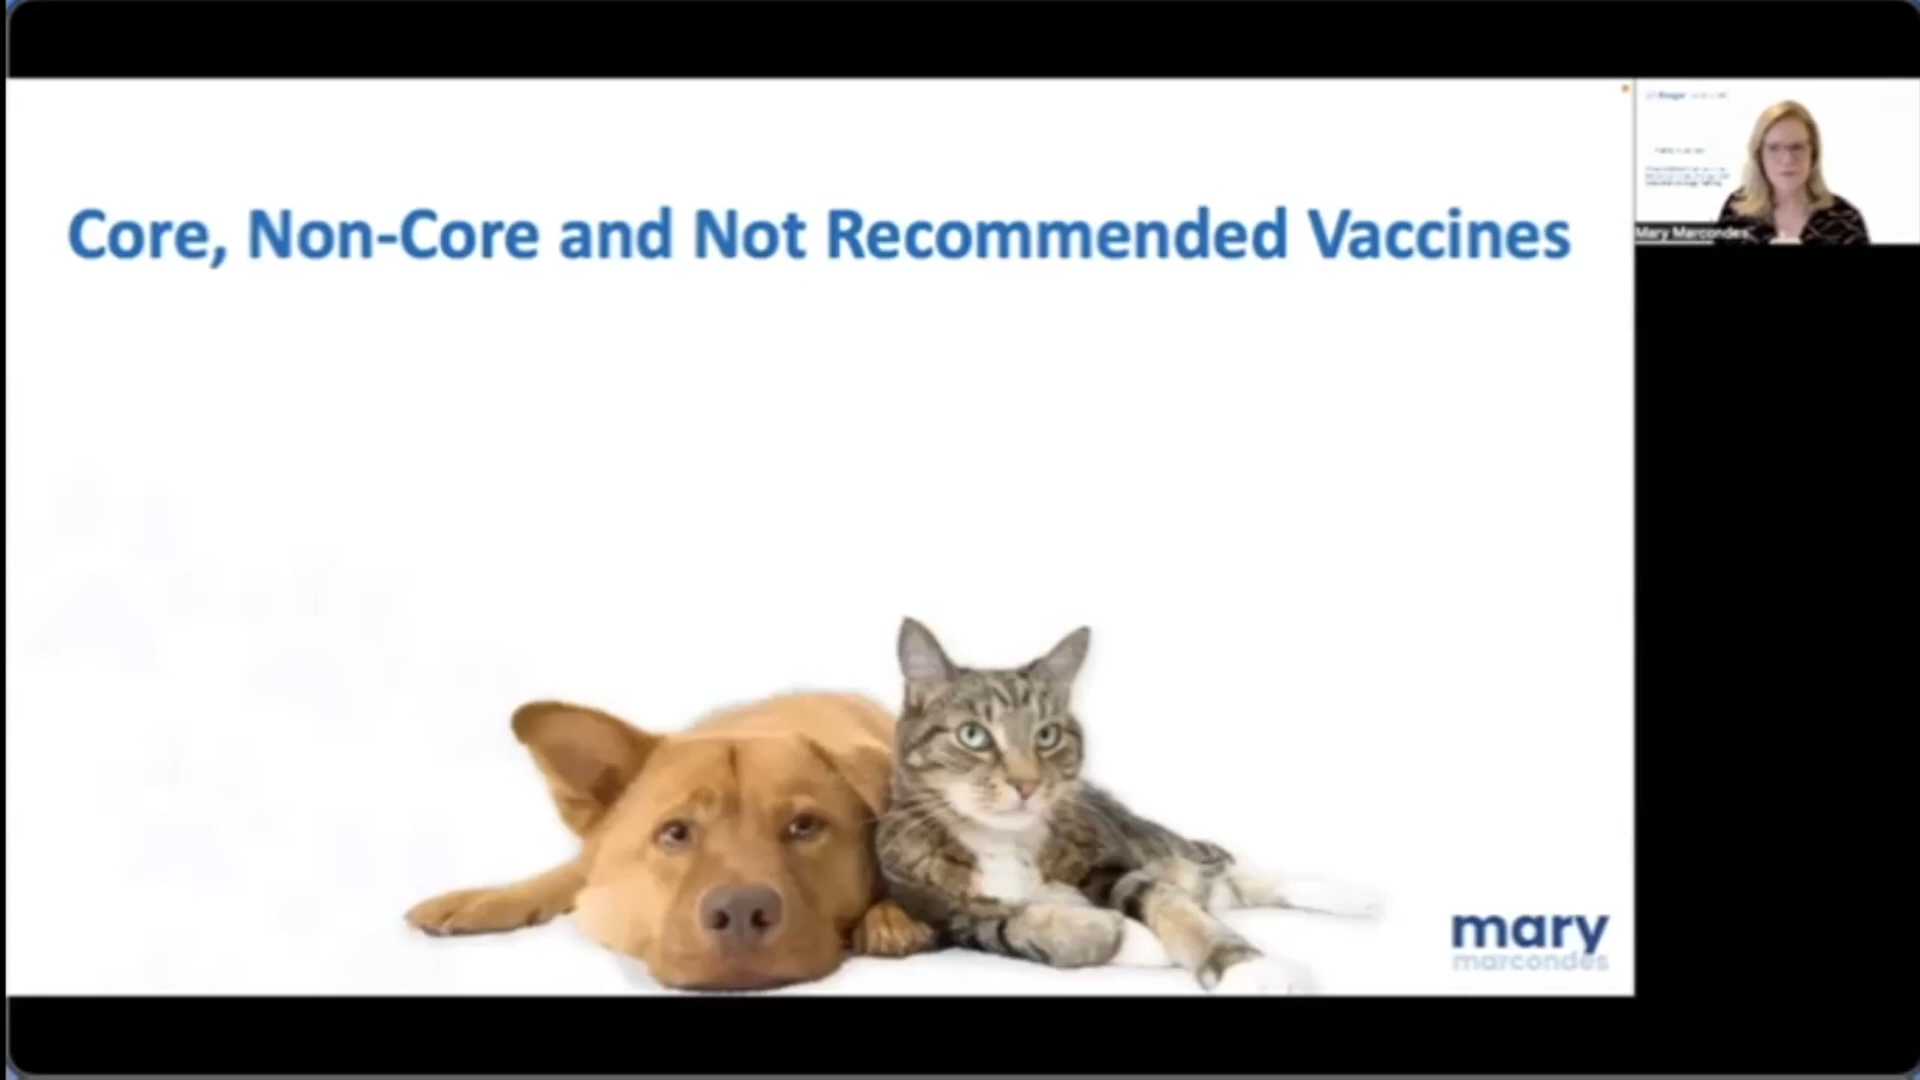 Core, Non-Core and Not Recommended Vaccines
Mary Marcondes
mary
marcondes